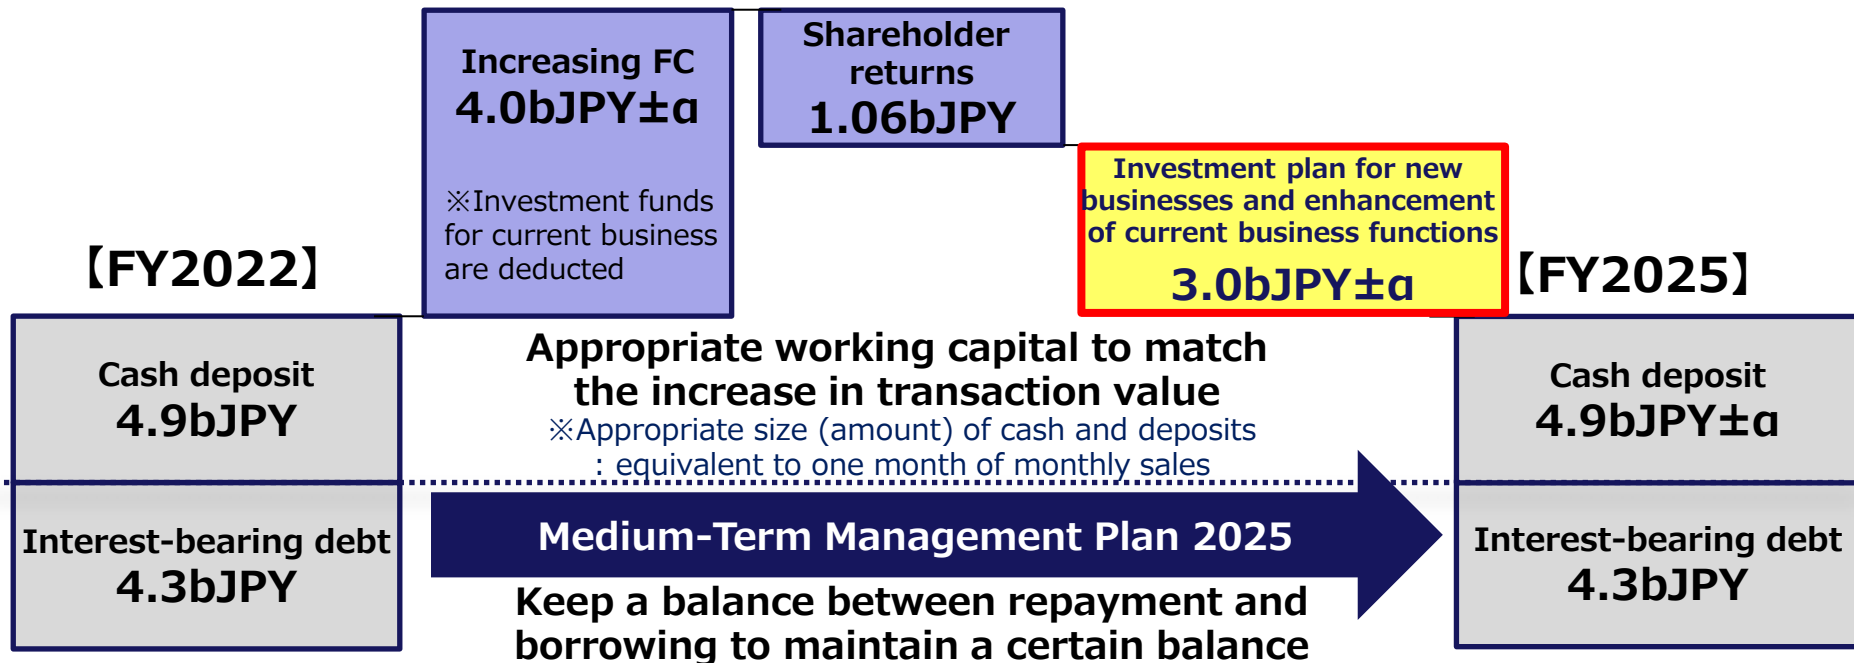 Increasing FC
4.0bJPY±α
※Investment funds
for current business
are deducted
Shareholder
returns
1.06bJPY
Investment plan for new
businesses and enhancement
of current business functions
3.0bJPY±α
【FY2022】
Cash deposit
4.9bJPY
Interest-bearing debt
4.3bJPY
Appropriate working capital to match
the increase in transaction value
※Appropriate size (amount) of cash and deposits
: equivalent to one month of monthly sales
Medium-Term Management Plan 2025
Keep a balance between repayment and
borrowing to maintain a certain balance
【FY2025】
Cash deposit
4.9bJPY±α
Interest-bearing debt
4.3bJPY